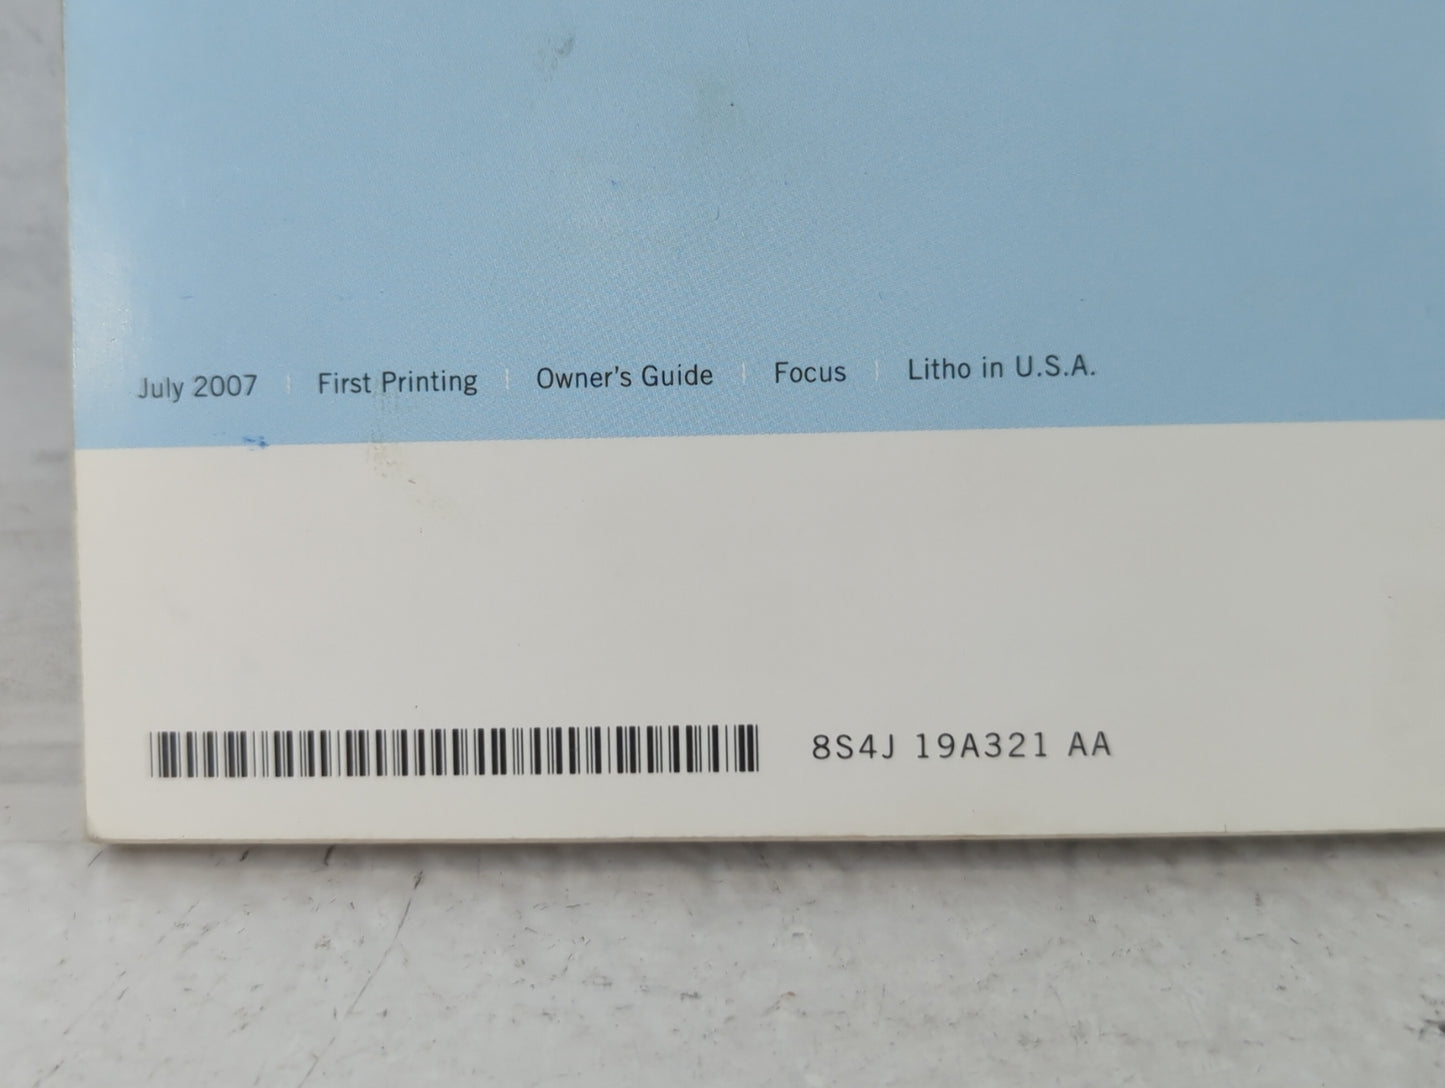 July 2007 | First Printing | Owner's Guide | Focus | Litho in U.S.A.
8S4J 19A321 AA